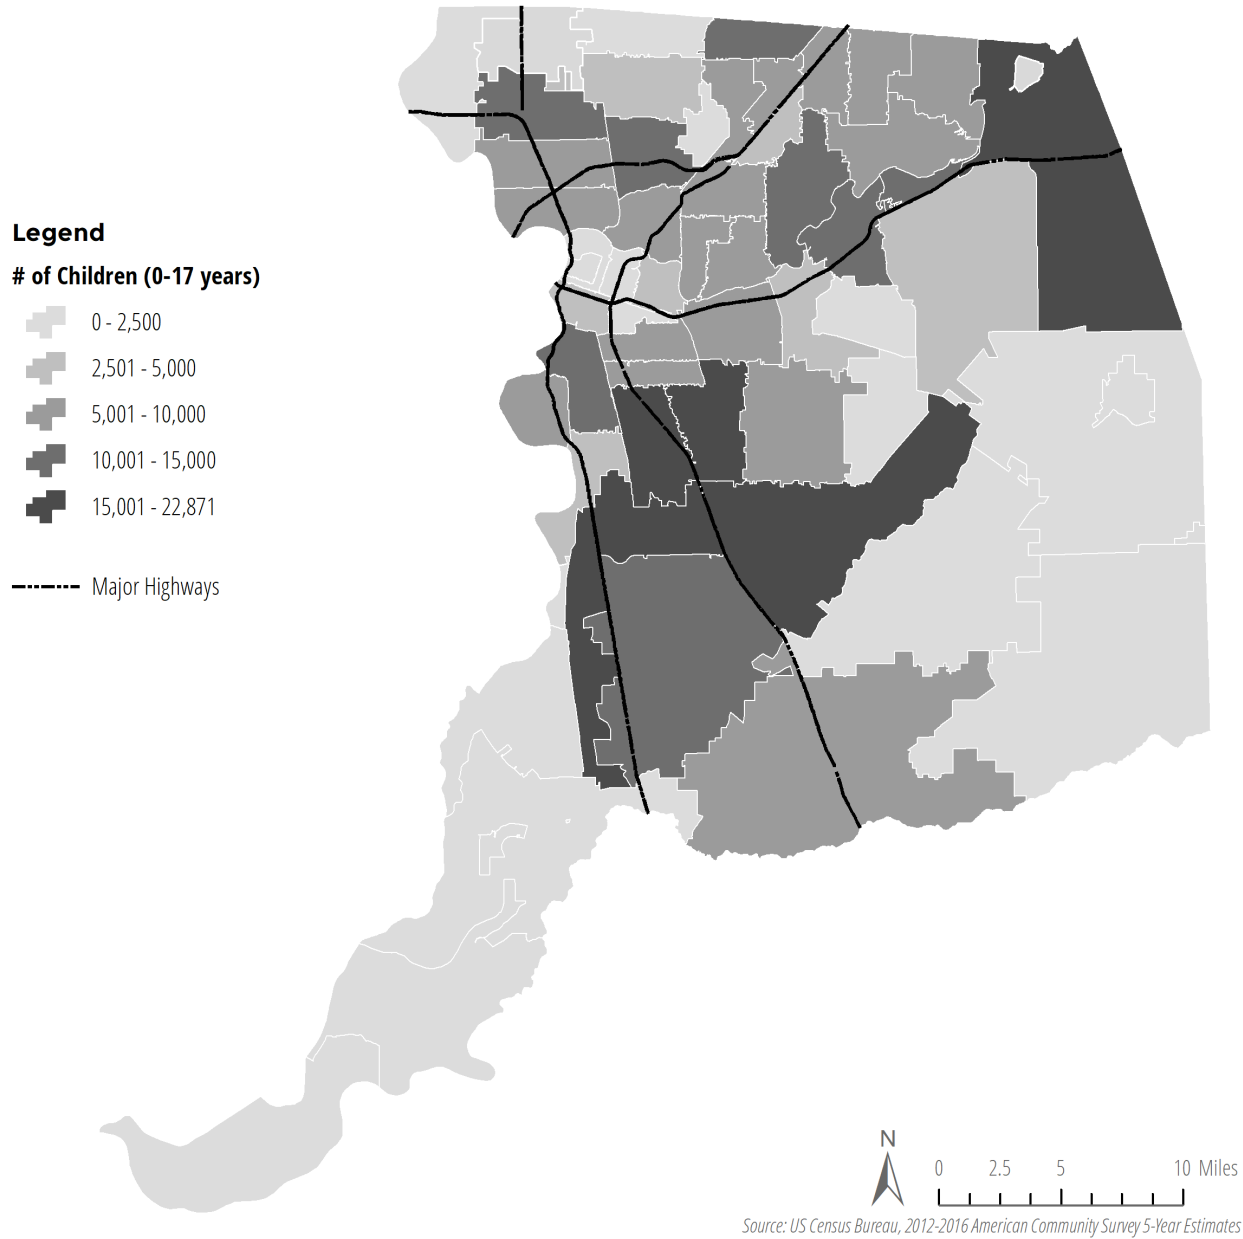 Legend
# of Children (0-17 years)
0 - 2,500
2,501 - 5,000
5,001 - 10,000
10,001 - 15,000
15,001 - 22,871
Major Highways
N
0 2.5 5 10 Miles
Source: US Census Bureau, 2012-2016 American Community Survey 5-Year Estimates